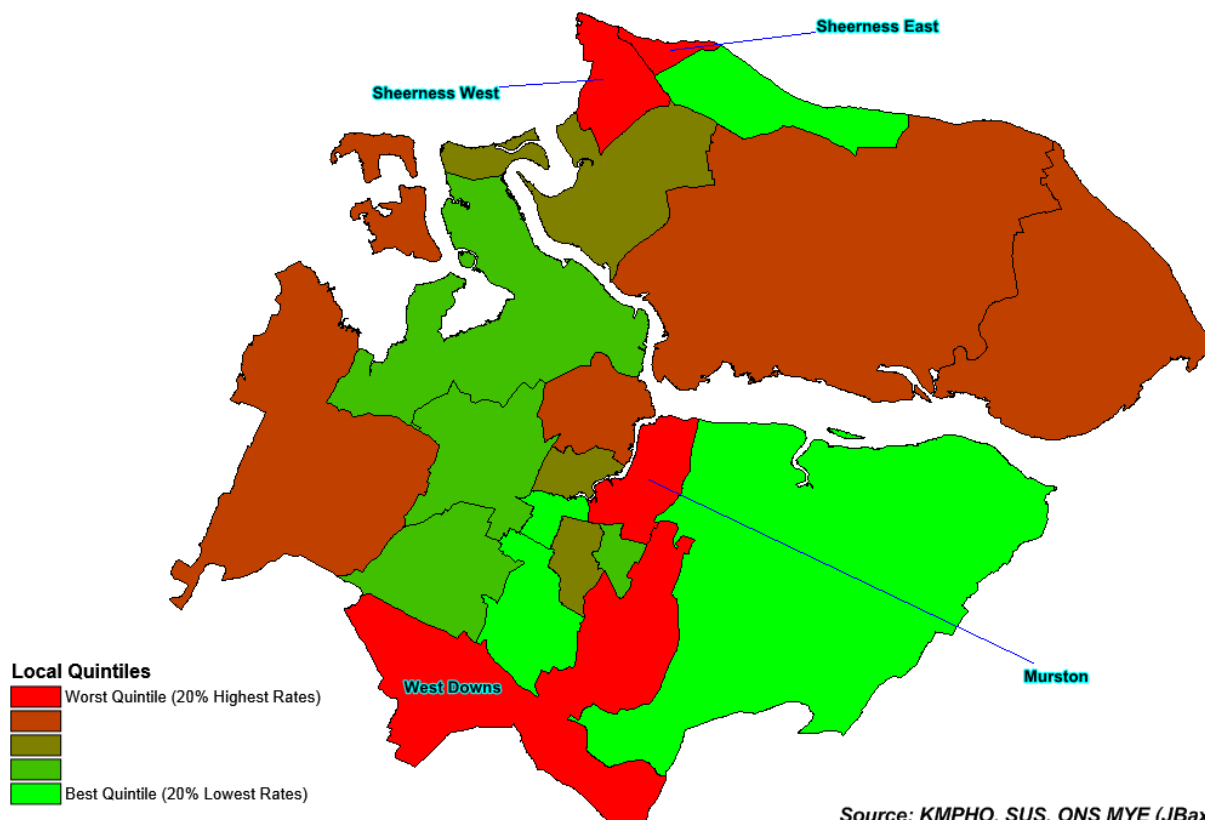 Sheerness East
Sheerness West
Murston
West Downs
Local Quintiles
Worst Quintile (20% Highest Rates)
Best Quintile (20% Lowest Rates)
Source: KMPHO, SUS, ONS MYE (JBax